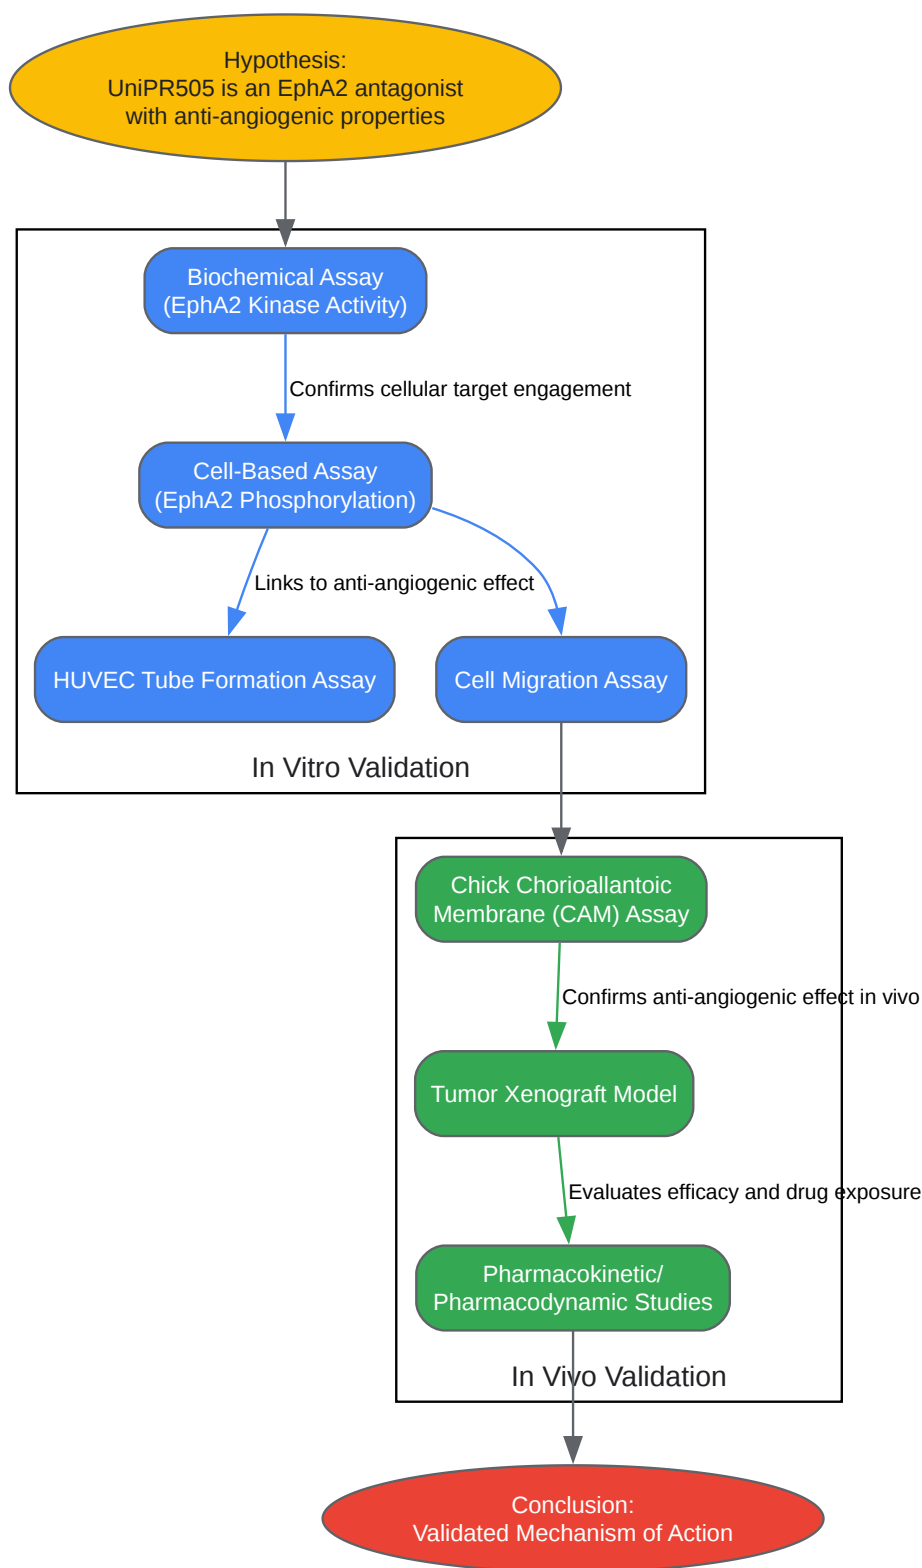 Hypothesis:
UniPR505 is an EphA2 antagonist
with anti-angiogenic properties
Biochemical Assay
(EphA2 Kinase Activity)
Confirms cellular target engagement
Cell-Based Assay
(EphA2 Phosphorylation)
Links to anti-angiogenic effect
HUVEC Tube Formation Assay
Cell Migration Assay
In Vitro Validation
Chick Chorioallantoic
Membrane (CAM) Assay
Confirms anti-angiogenic effect in vivo
Tumor Xenograft Model
Evaluates efficacy and drug exposure
Pharmacokinetic/
Pharmacodynamic Studies
In Vivo Validation
Conclusion:
Validated Mechanism of Action